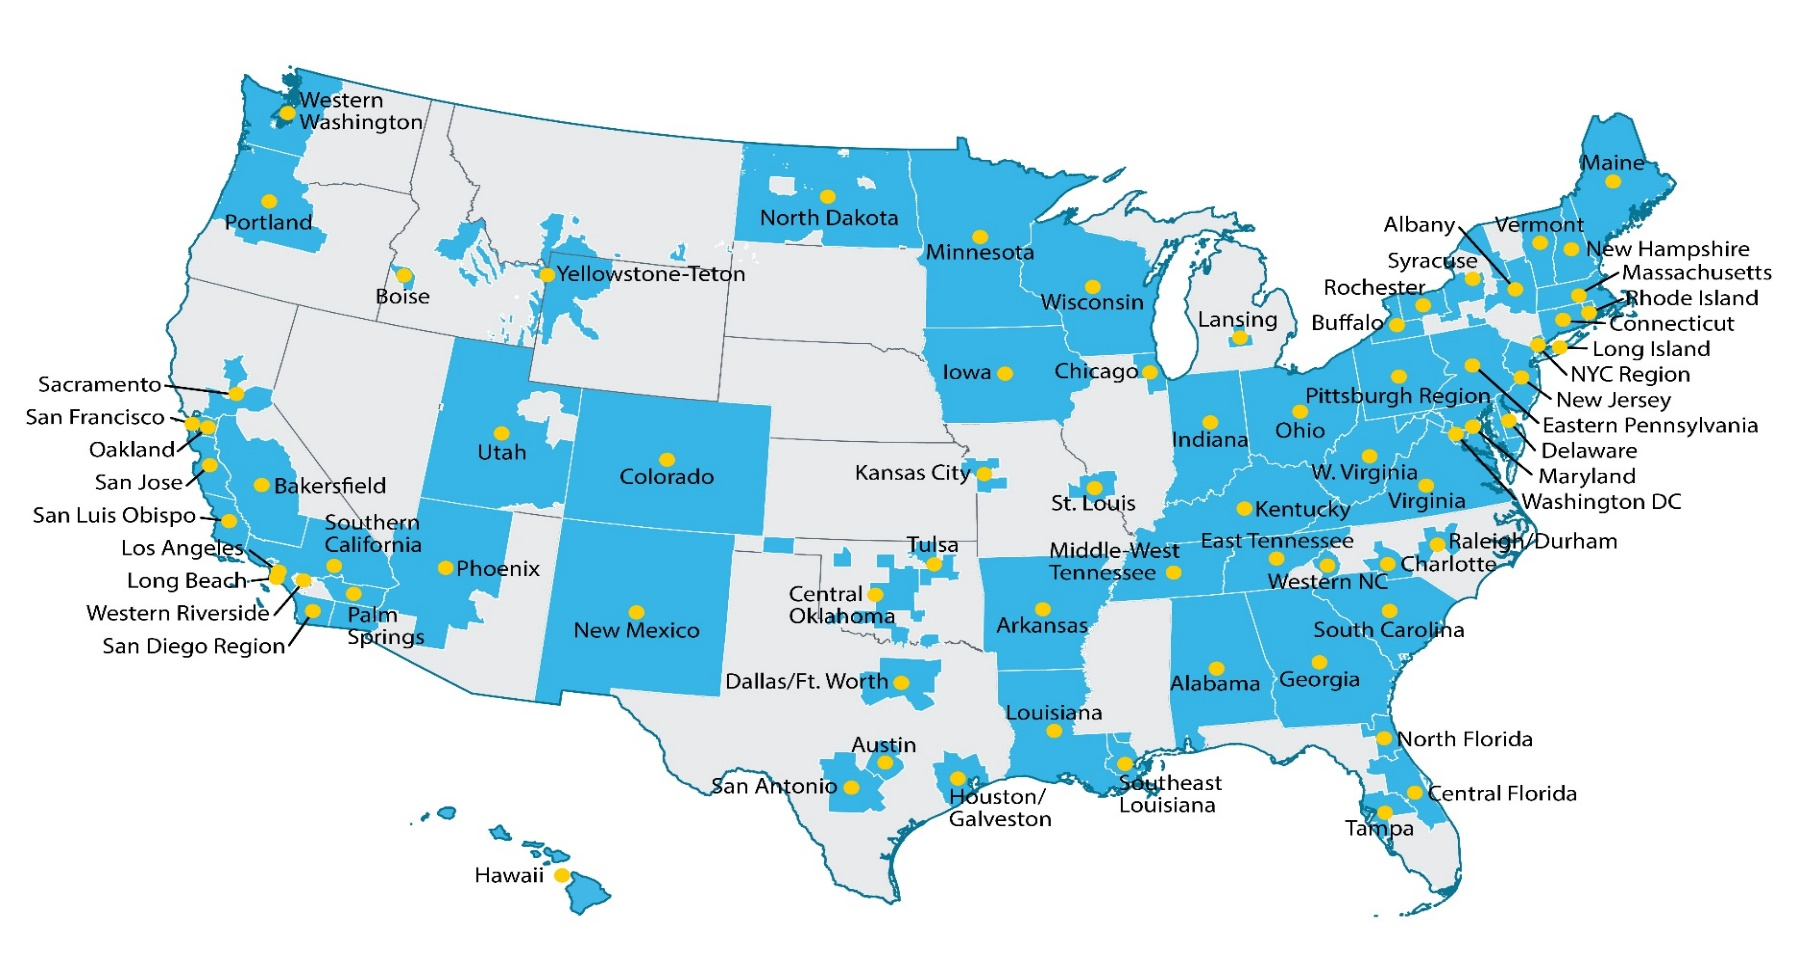 Western
Washington
Portland
Boise
Yellowstone-Teton
North Dakota
Minnesota
Wisconsin
Lansing
Maine
Albany
Vermont
New Hampshire
Syracuse
Massachusetts
Rochester
Rhode Island
Buffalo
Connecticut
Long Island
NYC Region
New Jersey
Pittsburgh Region
Eastern Pennsylvania
Delaware
Maryland
Washington DC
Iowa
Chicago
Indiana
Ohio
W. Virginia
Virginia
Kentucky
Sacramento
San Francisco
Oakland
San Jose
Bakersfield
San Luis Obispo
Southern
California
Los Angeles
Long Beach
Western Riverside
Palm
Springs
San Diego Region
Utah
Colorado
Phoenix
New Mexico
Kansas City
St. Louis
Tulsa
Central
Oklahoma
Middle-West
Tennessee
East Tennessee
Western NC
Raleigh/Durham
Charlotte
Arkansas
South Carolina
Alabama
Georgia
Dallas/Ft. Worth
Louisiana
Austin
San Antonio
Houston/
Galveston
Southeast
Louisiana
North Florida
Central Florida
Tampa
Hawaii